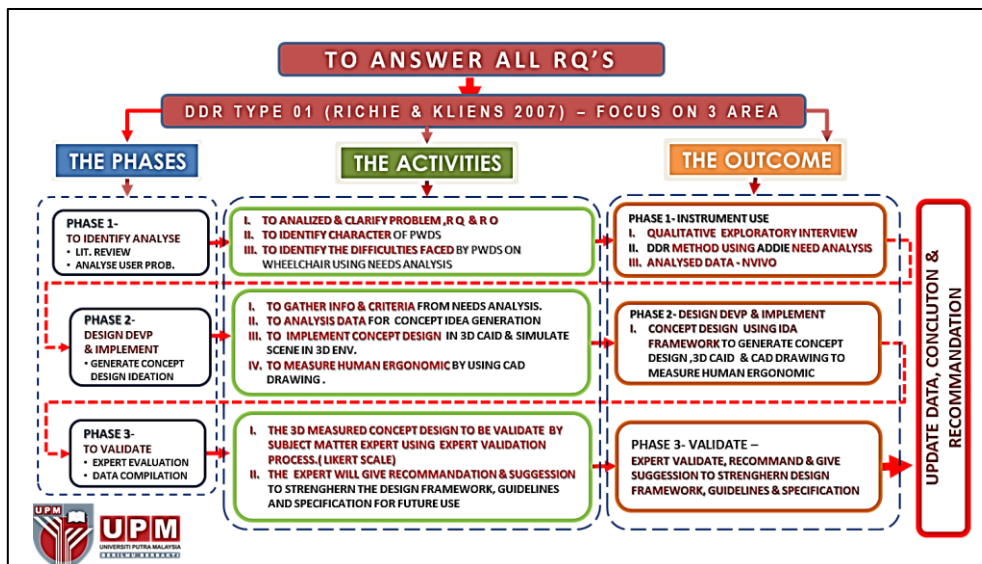 TO ANSWER ALL RQ'S
DDR TYPE 01 (RICHIE & KLIENS 2007) – FOCUS ON 3 AREA
THE PHASES
THE ACTIVITIES
THE OUTCOME
PHASE 1-
TO IDENTIFY ANALYSE
• LIT. REVIEW
• ANALYSE USER PROB.
I. TO ANALIZED & CLARIFY PROBLEM ,R Q & R O
II. TO IDENTIFY CHARACTER OF PWDS
III. TO IDENTIFY THE DIFFICULTIES FACED BY PWDS ON
WHEELCHAIR USING NEEDS ANALYSIS
PHASE 1- INSTRUMENT USE
I. QUALITATIVE EXPLORATORY INTERVIEW
II. DDR METHOD USING ADDIE NEED ANALYSIS
III. ANALYSED DATA - NVIVO
PHASE 2-
DESIGN DEVP
& IMPLEMENT
• GENERATE CONCEPT
DESIGN IDEATION
I. TO GATHER INFO & CRITERIA FROM NEEDS ANALYSIS.
II. TO ANALYSIS DATA FOR CONCEPT IDEA GENERATION
III. TO IMPLEMENT CONCEPT DESIGN IN 3D CAID & SIMULATE
SCENE IN 3D ENV.
IV. TO MEASURE HUMAN ERGONOMIC BY USING CAD
DRAWING .
PHASE 2- DESIGN DEVP & IMPLEMENT
I. CONCEPT DESIGN USING IDA
FRAMEWORK TO GENERATE CONCEPT
DESIGN ,3D CAID & CAD DRAWING TO
MEASURE HUMAN ERGONOMIC
PHASE 3-
TO VALIDATE
• EXPERT EVALUATION
• DATA COMPILATION
I. THE 3D MEASURED CONCEPT DESIGN TO BE VALIDATE BY
SUBJECT MATTER EXPERT USING EXPERT VALIDATION
PROCESS.( LIKERT SCALE)
II. THE EXPERT WILL GIVE RECOMMANDATION & SUGGESSION
TO STRENGHERN THE DESIGN FRAMEWORK, GUIDELINES
AND SPECIFICATION FOR FUTURE USE
PHASE 3- VALIDATE –
EXPERT VALIDATE, RECOMMAND & GIVE
SUGGESTION TO STRENGHERN DESIGN
FRAMEWORK, GUIDELINES & SPECIFICATION
UPDATE DATA, CONCLUTION &
RECOMMANDATION
UPM
UPM
UNIVERSITI PUTRA MALAYSIA
BERILMU BERBAKTI